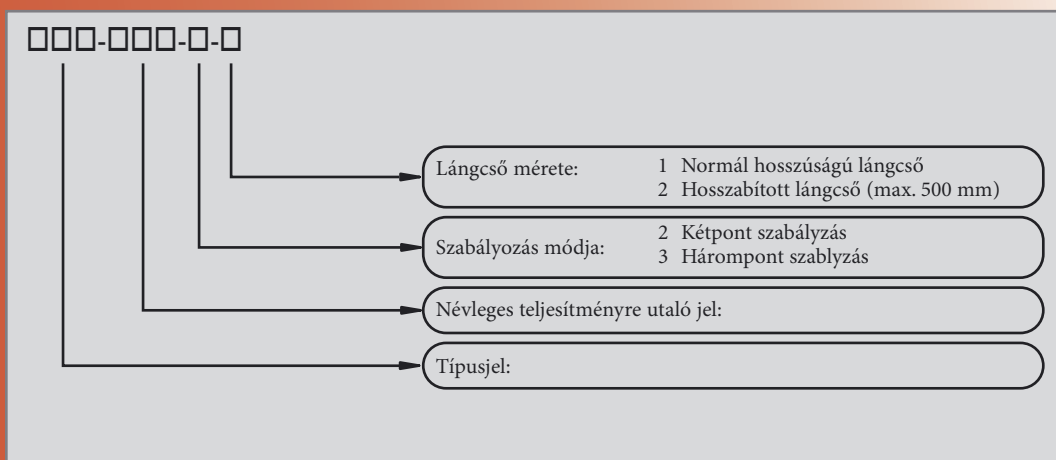 □□□-□□□-□-□
Lángcső mérete: 1 Normál hosszúságú lángcső
2 Hosszabított lángcső (max. 500 mm)
Szabályozás módja: 2 Kétpont szabályzás
3 Hárompont szablyzás
Névleges teljesítményre utaló jel:
Típusjel: